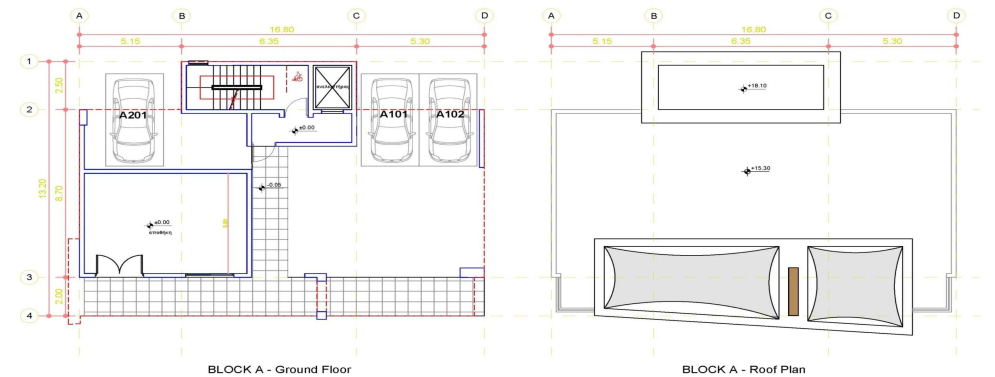 A B C D
16.80
5.15 6.35 5.30
1
2
3
4
2.50
13.20
8.70
2.00
A201
A101
A102
±0.00
-0.05
±0.00
αποθήκη
BLOCK A - Ground Floor
A B C D
16.80
5.15 6.35 5.30
+18.10
+15.30
BLOCK A - Roof Plan